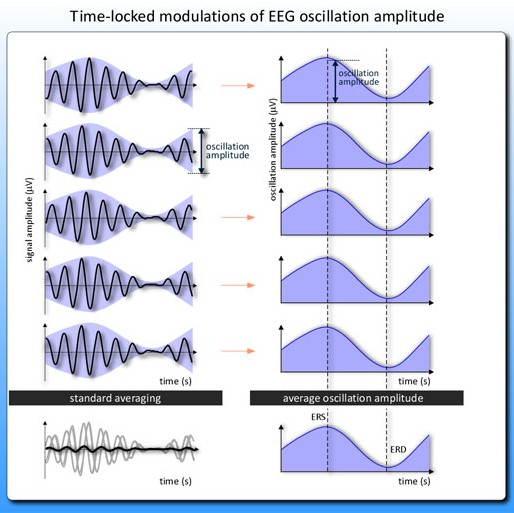 Time-locked modulations of EEG oscillation amplitude
signal amplitude (µV)
oscillation
amplitude
time (s)
oscillation amplitude (µV)
oscillation
amplitude
time (s)
standard averaging
average oscillation amplitude
time (s)
ERS
ERD
time (s)